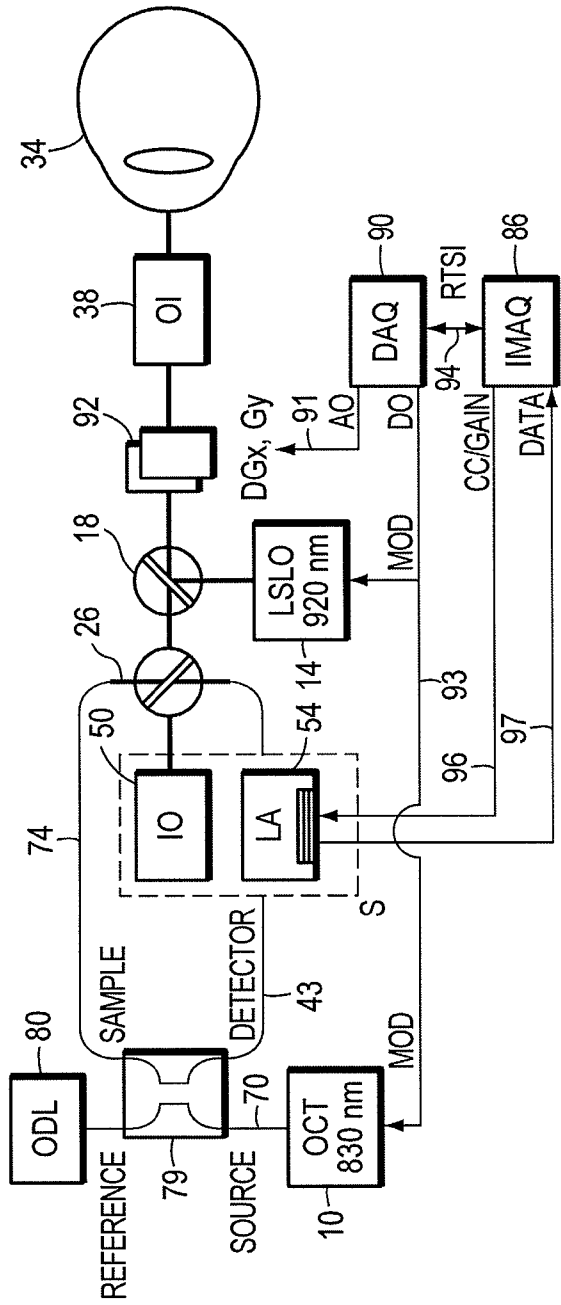 34
38
OI
92
18
26
50
IO
74
80
ODL
REFERENCE
SAMPLE
79
SOURCE
70
DETECTOR
43
S
54
LA
14
LSLO
920 nm
10
OCT
830 nm
MOD
MOD
DGx, Gy
91
AO
DO
DAQ
90
94
RTSI
IMAQ
86
CC/GAIN
DATA
93
96
97